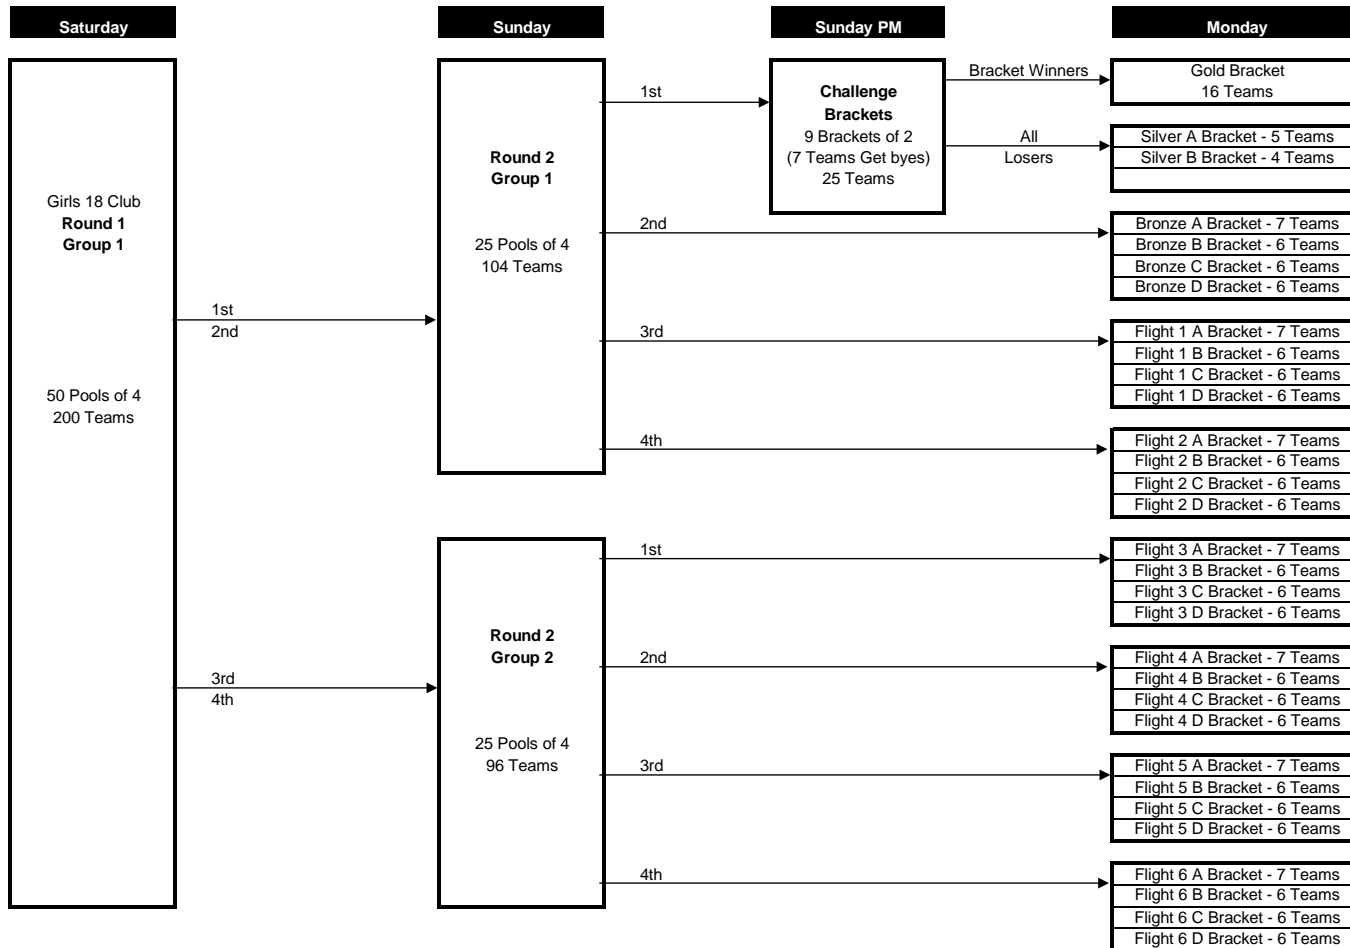 Saturday
Sunday
Sunday PM
Monday
Girls 18 Club
Round 1
Group 1
50 Pools of 4
200 Teams
1st
2nd
3rd
4th
Round 2
Group 1
25 Pools of 4
104 Teams
1st
2nd
3rd
4th
Challenge
Brackets
9 Brackets of 2
(7 Teams Get byes)
25 Teams
Bracket Winners
All
Losers
Gold Bracket
16 Teams
Silver A Bracket - 5 Teams
Silver B Bracket - 4 Teams
Bronze A Bracket - 7 Teams
Bronze B Bracket - 6 Teams
Bronze C Bracket - 6 Teams
Bronze D Bracket - 6 Teams
Flight 1 A Bracket - 7 Teams
Flight 1 B Bracket - 6 Teams
Flight 1 C Bracket - 6 Teams
Flight 1 D Bracket - 6 Teams
Flight 2 A Bracket - 7 Teams
Flight 2 B Bracket - 6 Teams
Flight 2 C Bracket - 6 Teams
Flight 2 D Bracket - 6 Teams
Round 2
Group 2
25 Pools of 4
96 Teams
1st
2nd
3rd
4th
Flight 3 A Bracket - 7 Teams
Flight 3 B Bracket - 6 Teams
Flight 3 C Bracket - 6 Teams
Flight 3 D Bracket - 6 Teams
Flight 4 A Bracket - 7 Teams
Flight 4 B Bracket - 6 Teams
Flight 4 C Bracket - 6 Teams
Flight 4 D Bracket - 6 Teams
Flight 5 A Bracket - 7 Teams
Flight 5 B Bracket - 6 Teams
Flight 5 C Bracket - 6 Teams
Flight 5 D Bracket - 6 Teams
Flight 6 A Bracket - 7 Teams
Flight 6 B Bracket - 6 Teams
Flight 6 C Bracket - 6 Teams
Flight 6 D Bracket - 6 Teams